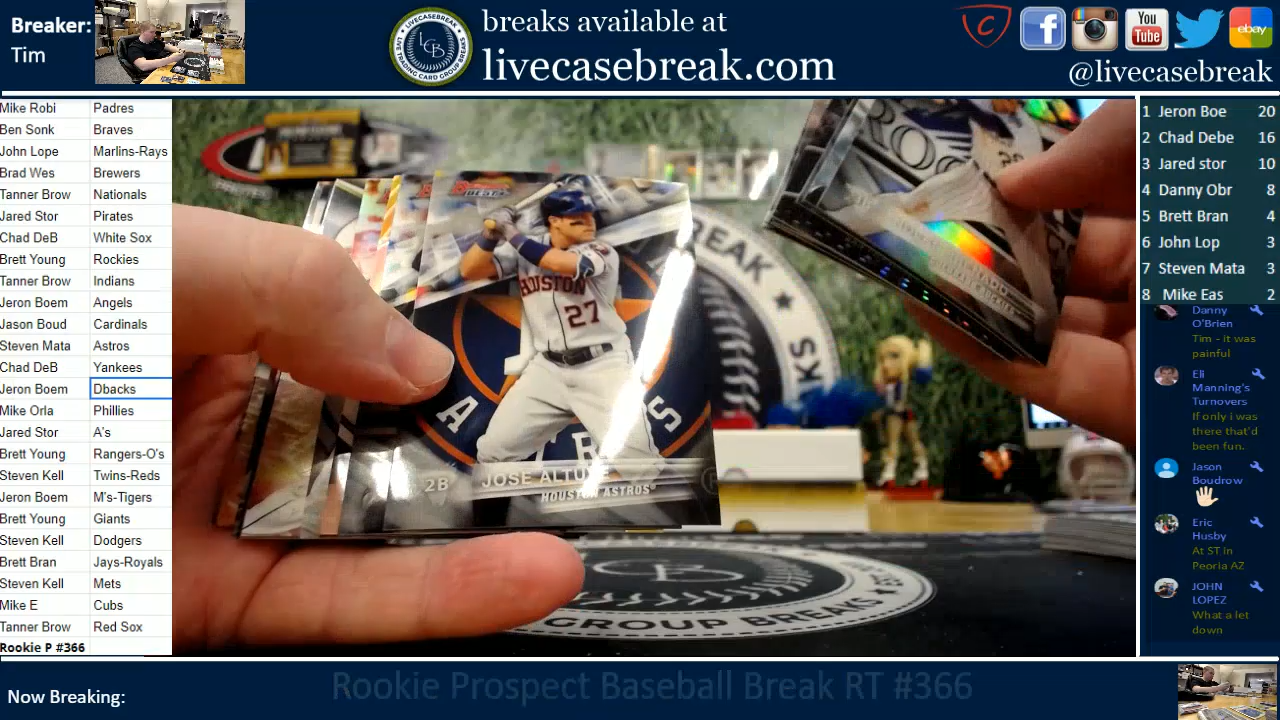 Breaker:
Tim
breaks available at
livecasebreak.com
You
Tube
ebay
@livecasebreak
Mike Robi Padres
Ben Sonk Braves
John Lope Marlins-Rays
Brad Wes Brewers
Tanner Brow Nationals
Jared Stor Pirates
Chad DeB White Sox
Brett Young Rockies
Tanner Brow Indians
Jeron Boem Angels
Jason Boud Cardinals
Steven Mata Astros
Chad DeB Yankees
Jeron Boem Dbacks
Mike Orla Phillies
Jared Stor A's
Brett Young Rangers-O's
Steven Kell Twins-Reds
Jeron Boem M's-Tigers
Brett Young Giants
Steven Kell Dodgers
Brett Bran Jays-Royals
Steven Kell Mets
Mike E Cubs
Tanner Brow Red Sox
Rookie P #366
HOUSTON
27
2B JOSE ALTUVE
HOUSTON ASTROS
GROUP BREAKS
1 Jeron Boe 20
2 Chad Debe 16
3 Jared stor 10
4 Danny Obr 8
5 Brett Bran 4
6 John Lop 3
7 Steven Mata 3
8 Mike Eas 2
Danny
O'Brien
Tim - it was
painful
Eli
Manning's
Turnovers
If only i was
there that'd
been fun.
Jason
Boudrow
Eric
Husby
At ST in
Peoria AZ
JOHN
LOPEZ
What a let
down
Now Breaking:
Rookie Prospect Baseball Break RT #366